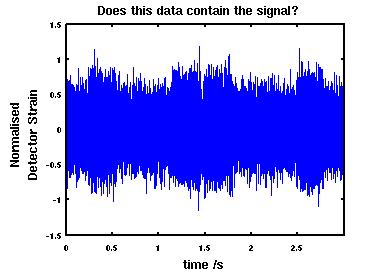 Does this data contain the signal?
1.5
1
0.5
0
-0.5
-1
-1.5
Normalised
Detector Strain
0 0.5 1 1.5 2 2.5
time /s